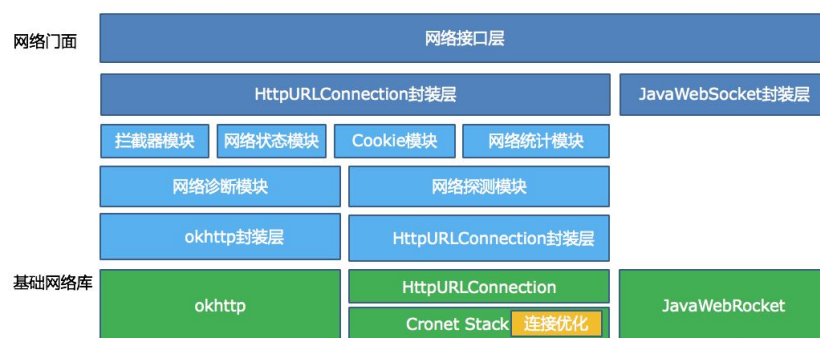 网络门面
网络接口层
HttpURLConnection封装层
JavaWebSocket封装层
拦截器模块
网络状态模块
Cookie模块
网络统计模块
网络诊断模块
网络探测模块
okhttp封装层
HttpURLConnection封装层
基础网络库
okhttp
HttpURLConnection
Cronet Stack
连接优化
JavaWebRocket